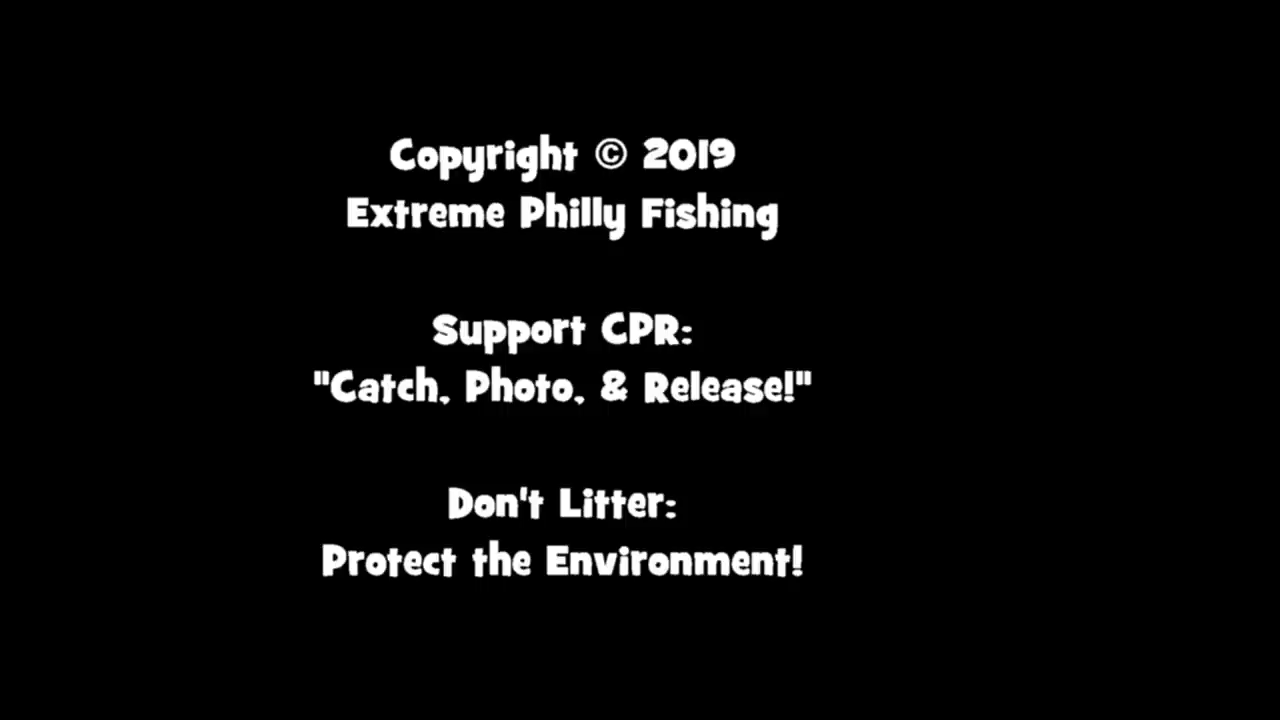 Copyright © 2019
Extreme Philly Fishing
Support CPR:
"Catch, Photo, & Release!"
Don't Litter:
Protect the Environment!